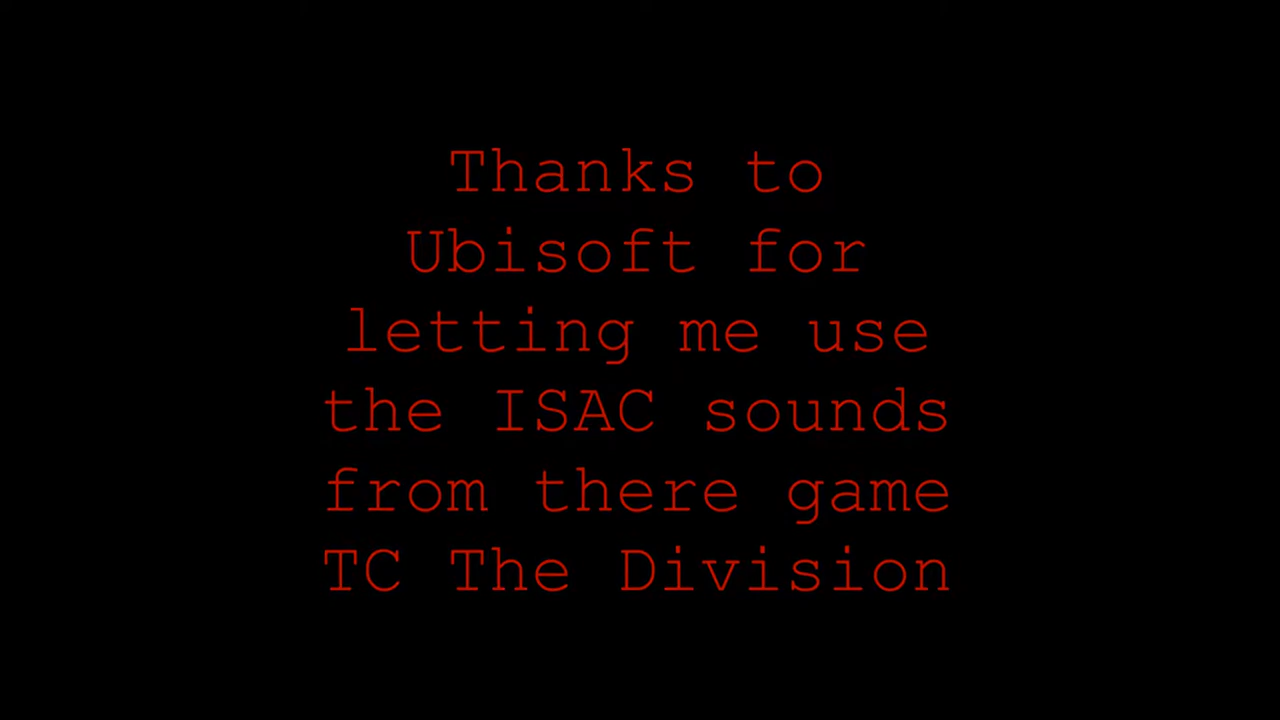 Thanks to
Ubisoft for
letting me use
the ISAC sounds
from there game
TC The Division